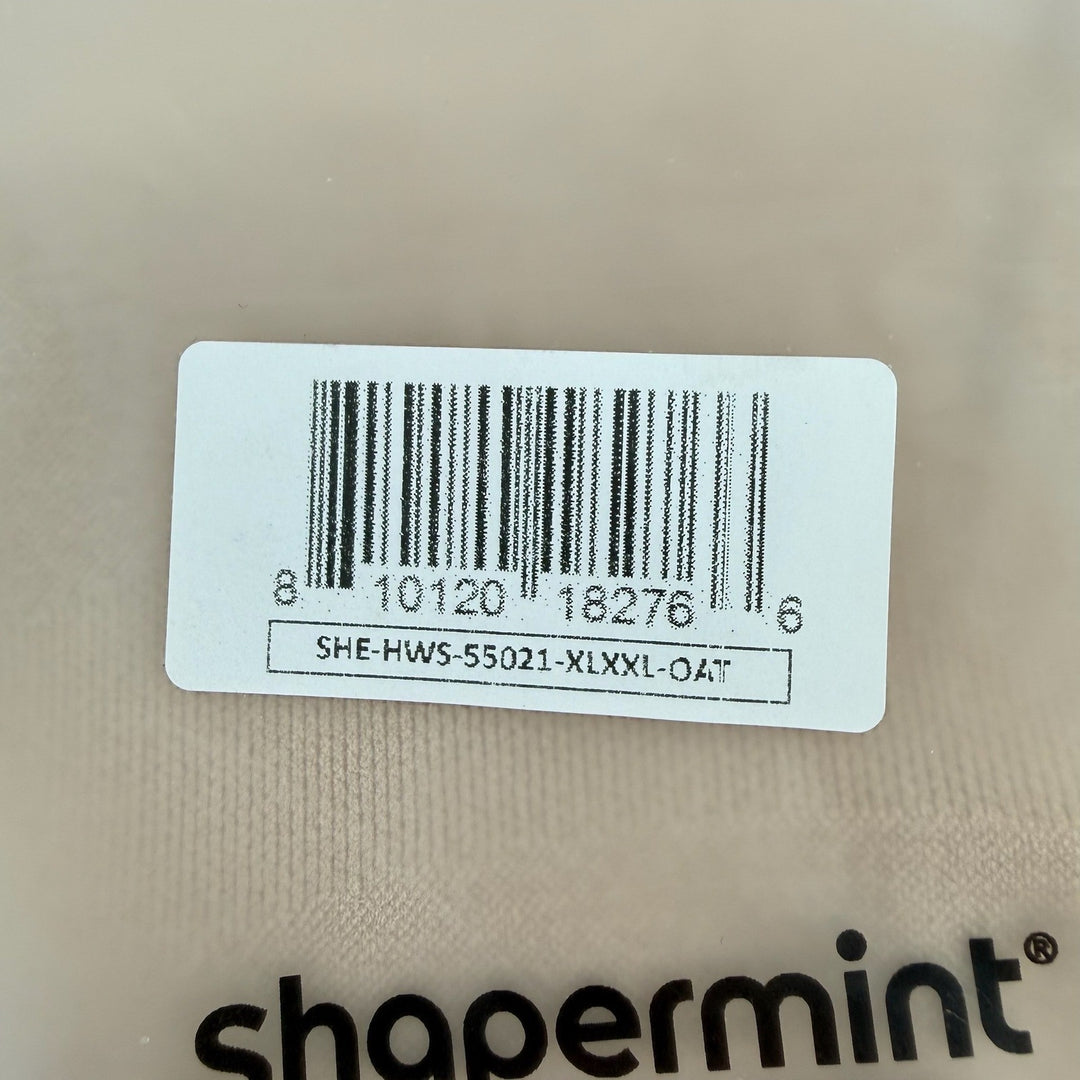 8 10120 18276 6
SHE-HWS-55021-XLXXL-OAT
shapermint®